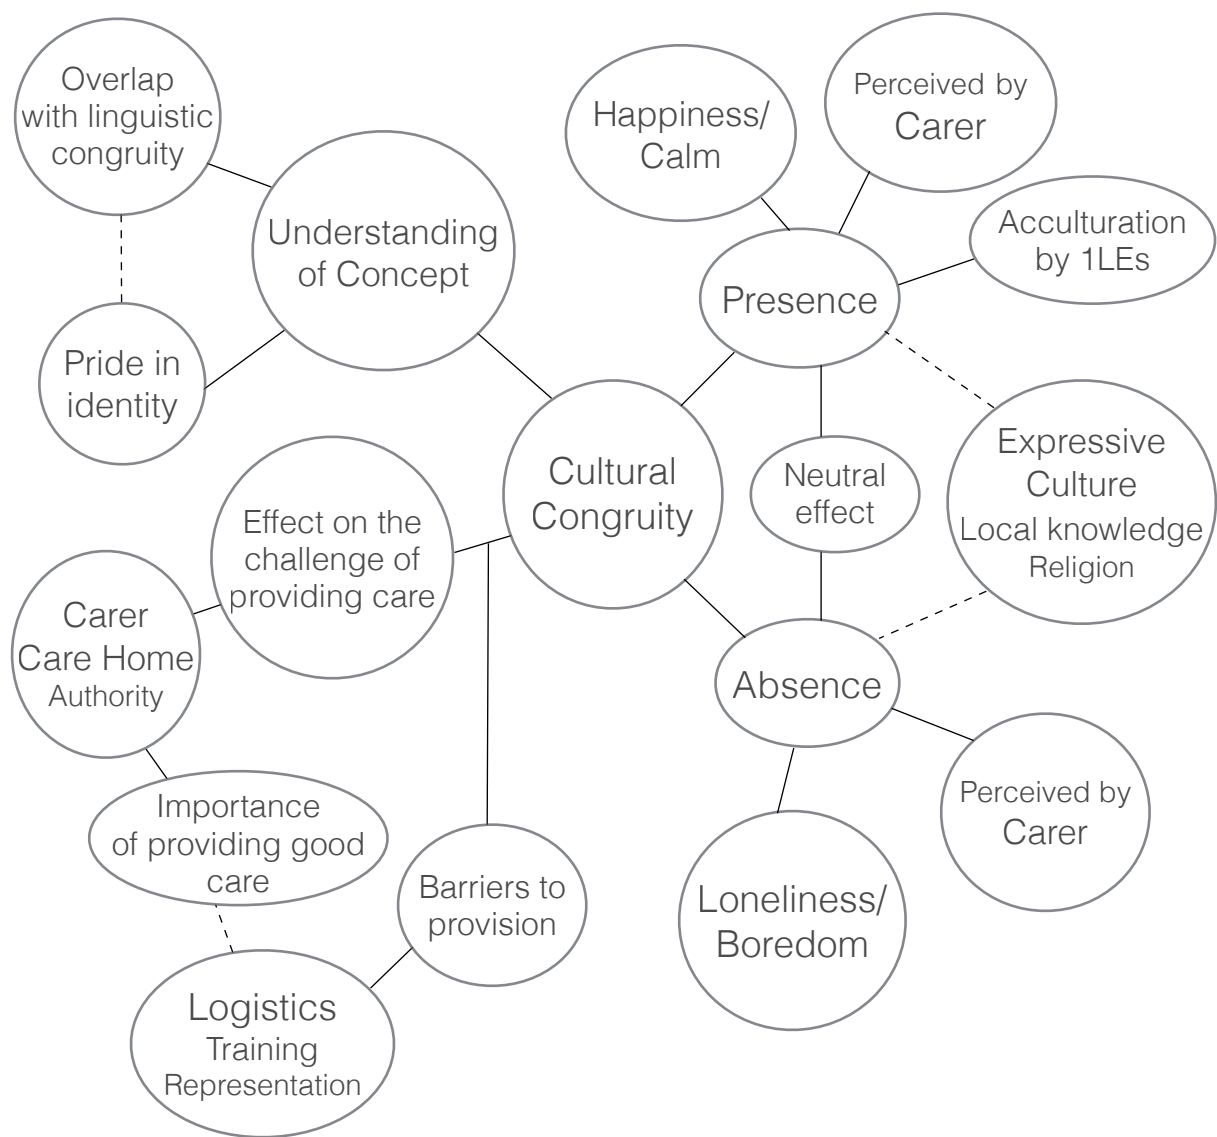 Overlap
with linguistic
congruity
Happiness/
Calm
Perceived by
Carer
Understanding
of Concept
Acculturation
by 1LEs
Presence
Pride in
identity
Cultural
Congruity
Neutral
effect
Expressive
Culture
Local knowledge
Religion
Effect on the
challenge of
providing care
Carer
Care Home
Authority
Absence
Importance
of providing good
care
Barriers to
provision
Perceived by
Carer
Loneliness/
Boredom
Logistics
Training
Representation